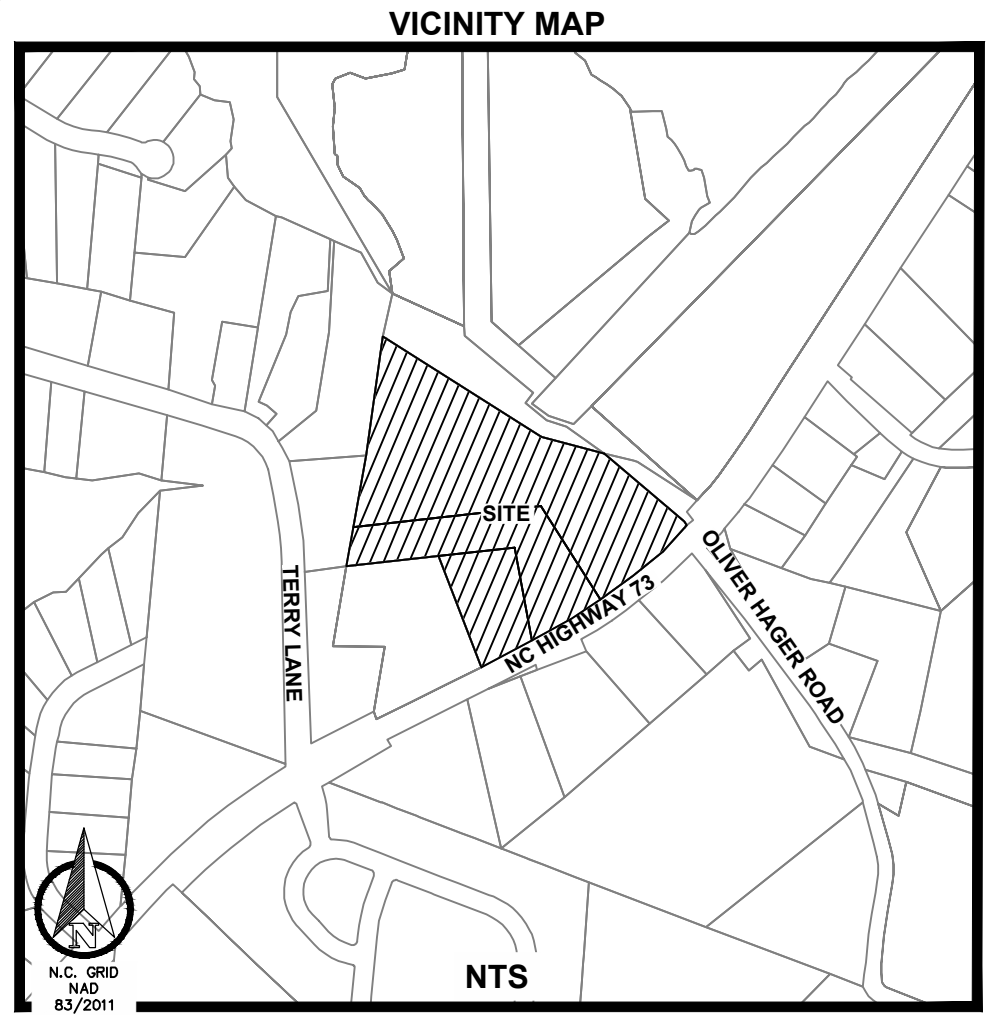 VICINITY MAP
SITE
OLIVER HAGER ROAD
TERRY LANE
NC HIGHWAY 73
N
N.C. GRID
NAD
83/2011
NTS